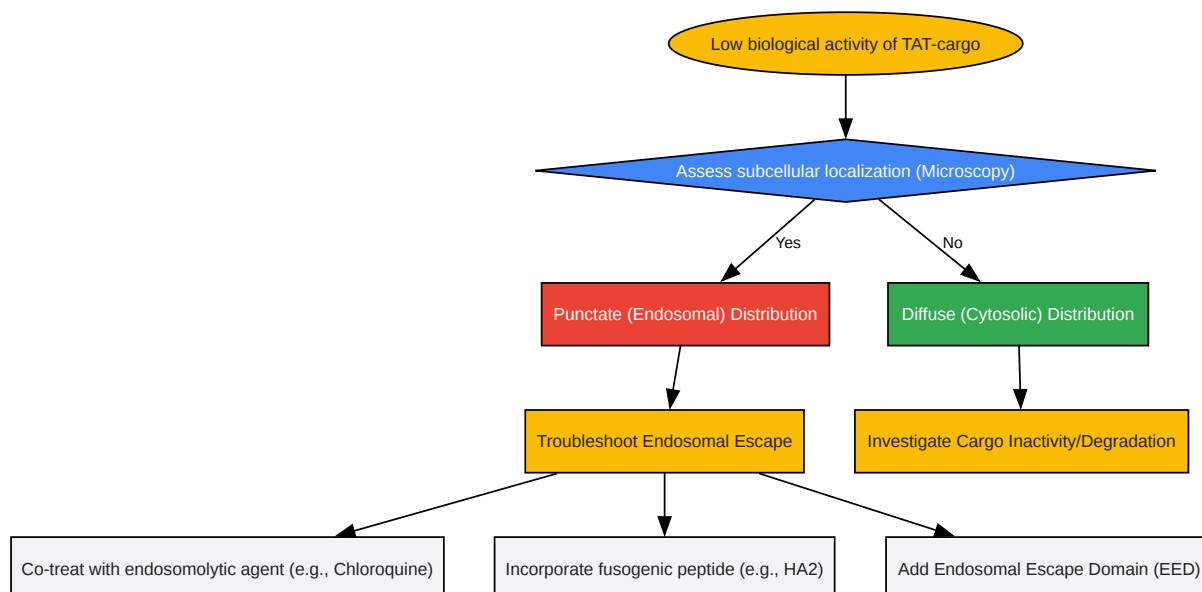 Low biological activity of TAT-cargo
Assess subcellular localization (Microscopy)
Yes
No
Punctate (Endosomal) Distribution
Diffuse (Cytosolic) Distribution
Troubleshoot Endosomal Escape
Investigate Cargo Inactivity/Degradation
Co-treat with endosomolytic agent (e.g., Chloroquine)
Incorporate fusogenic peptide (e.g., HA2)
Add Endosomal Escape Domain (EED)